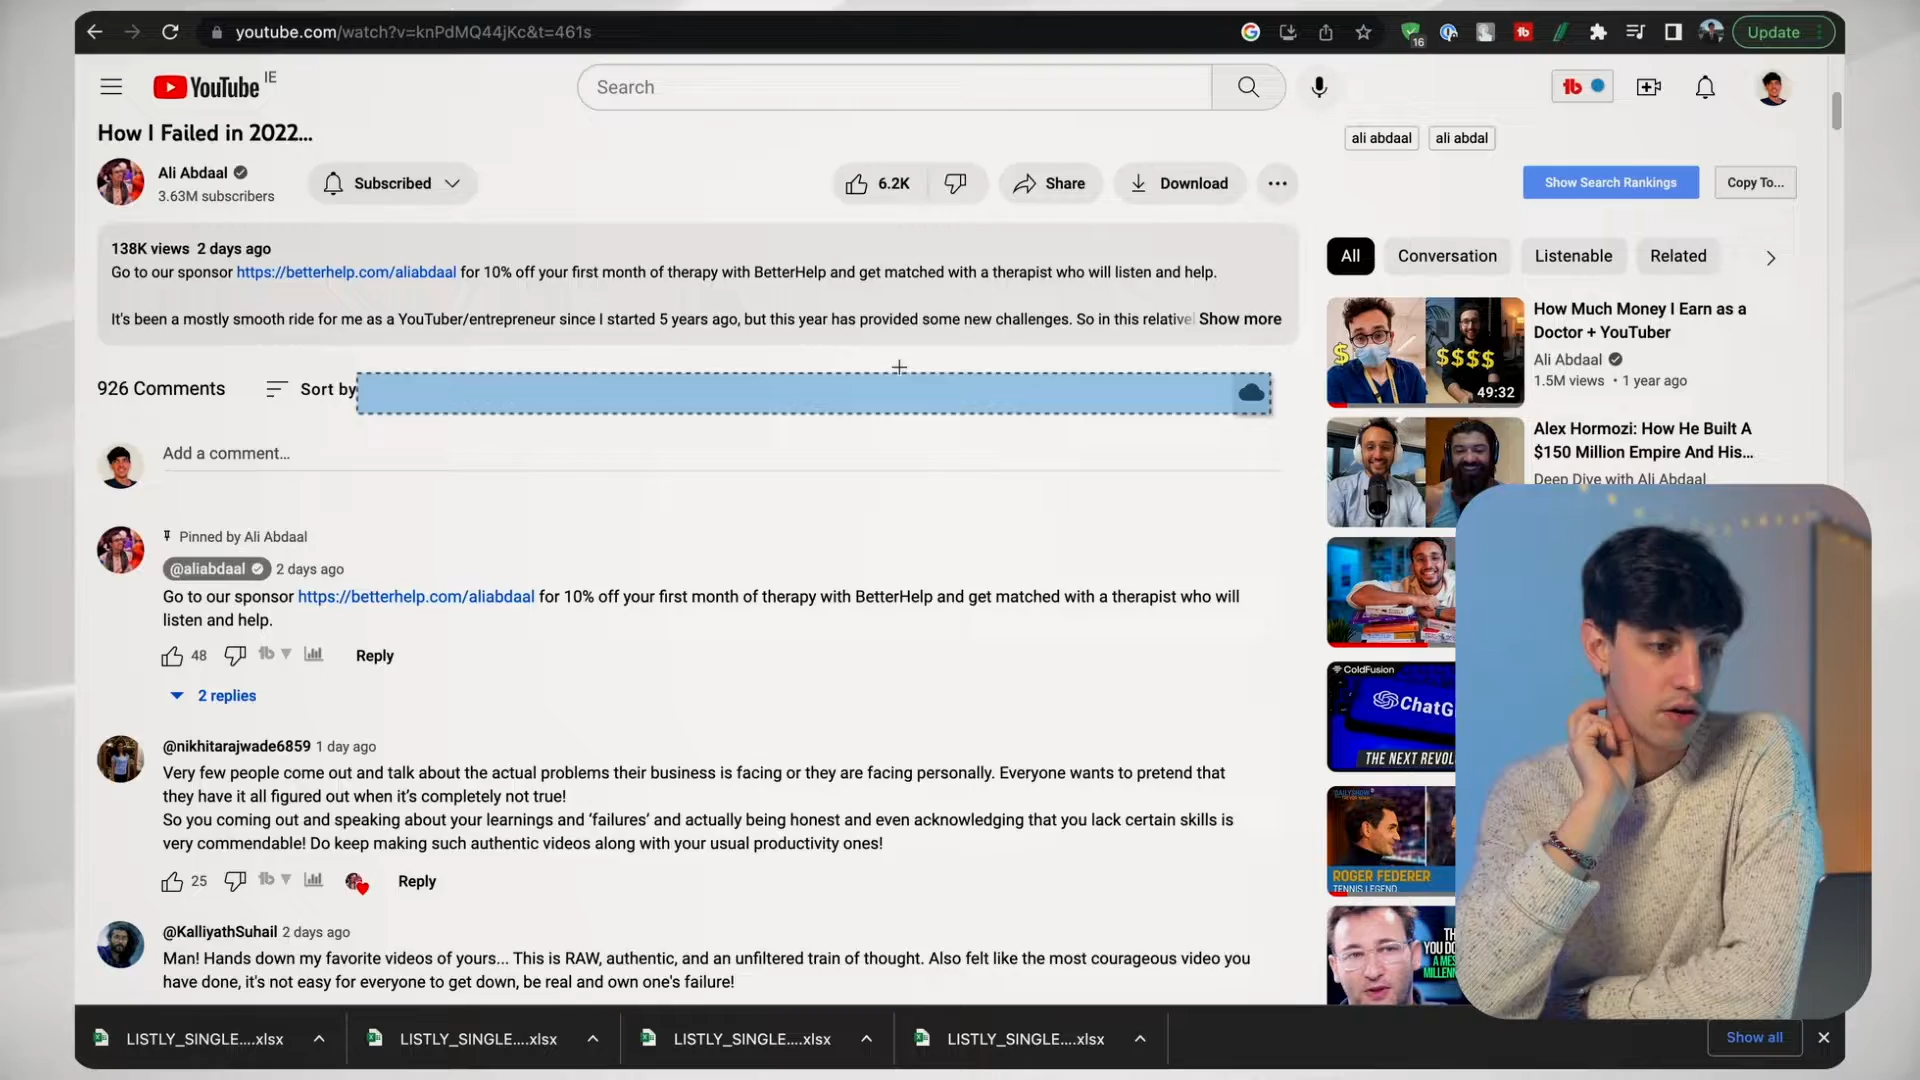 youtube.com/watch?v=knPdMQ44jKc&t=461s
16
Update
YouTube IE
Search
How I Failed in 2022...
ali abdaal
ali abdal
Ali Abdaal
3.63M subscribers
Subscribed
6.2K
Share
Download
Show Search Rankings
Copy To...
138K views 2 days ago
Go to our sponsor https://betterhelp.com/aliabdaal for 10% off your first month of therapy with BetterHelp and get matched with a therapist who will listen and help.
It's been a mostly smooth ride for me as a YouTuber/entrepreneur since I started 5 years ago, but this year has provided some new challenges. So in this relativel Show more
All
Conversation
Listenable
Related
How Much Money I Earn as a
Doctor + YouTuber
Ali Abdaal
1.5M views • 1 year ago
$ $$$$
49:32
926 Comments
Sort by
Alex Hormozi: How He Built A
$150 Million Empire And His...
Deep Dive with Ali Abdaal
Add a comment...
Pinned by Ali Abdaal
@aliabdaal 2 days ago
Go to our sponsor https://betterhelp.com/aliabdaal for 10% off your first month of therapy with BetterHelp and get matched with a therapist who will
listen and help.
48
Reply
2 replies
ColdFusion
ChatG
THE NEXT REVOL
@nikhitarajwade6859 1 day ago
Very few people come out and talk about the actual problems their business is facing or they are facing personally. Everyone wants to pretend that
they have it all figured out when it's completely not true!
So you coming out and speaking about your learnings and ‘failures’ and actually being honest and even acknowledging that you lack certain skills is
very commendable! Do keep making such authentic videos along with your usual productivity ones!
25
Reply
ROGER FEDERER
TENNIS LEGEND
@KalliyathSuhail 2 days ago
Man! Hands down my favorite videos of yours... This is RAW, authentic, and an unfiltered train of thought. Also felt like the most courageous video you
have done, it's not easy for everyone to get down, be real and own one's failure!
TH
YOU DO
A MES
MILLENN
LISTLY_SINGLE....xlsx
LISTLY_SINGLE....xlsx
LISTLY_SINGLE....xlsx
LISTLY_SINGLE....xlsx
Show all